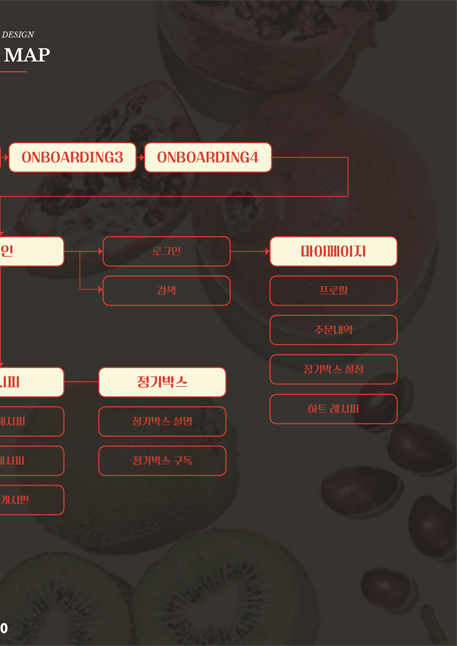 DESIGN
MAP
ONBOARDING3
ONBOARDING4
인
로그인
마이페이지
검색
프로필
주문내역
정기박스 설정
하트 레시피
시피
정기박스
레시피
정기박스 설명
레시피
정기박스 구독
게시판
0